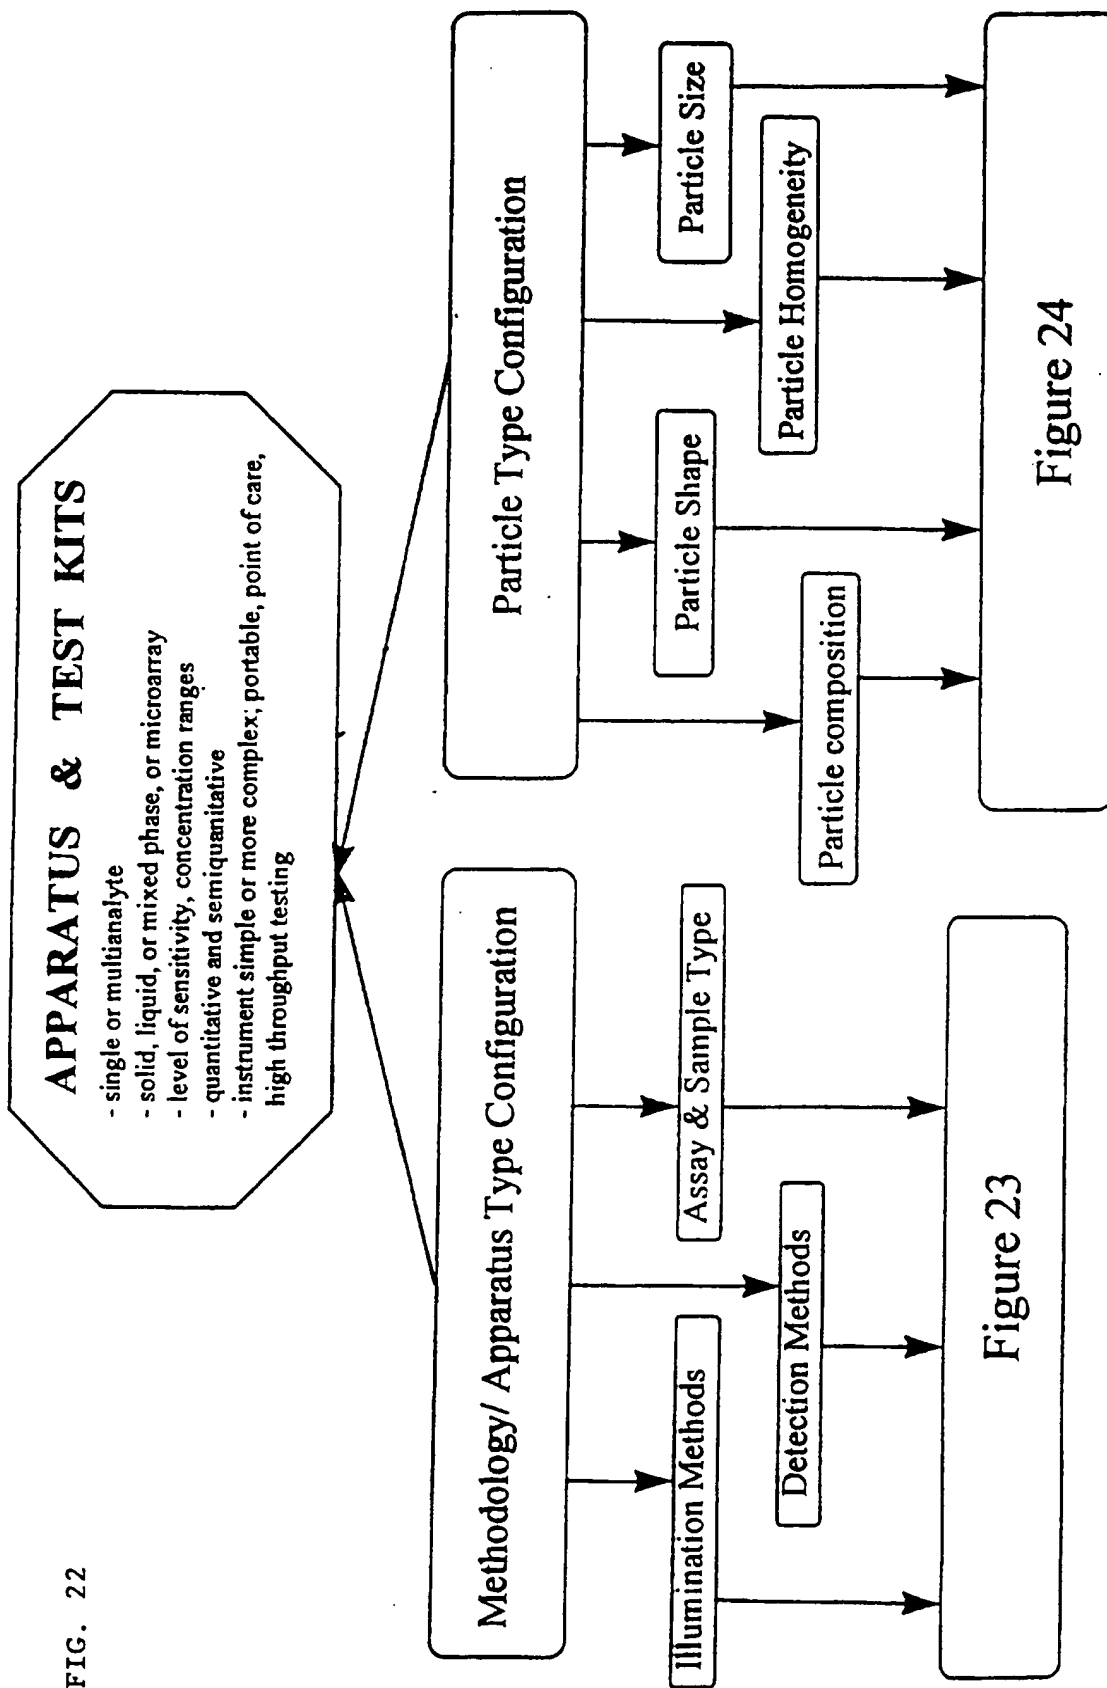 FIG. 22
APPARATUS & TEST KITS
- single or multianalyte
- solid, liquid, or mixed phase, or microarray
- level of sensitivity, concentration ranges
- quantitative and semiquanitative
- instrument simple or more complex; portable, point of care,
high throughput testing
Methodology/ Apparatus Type Configuration
Particle Type Configuration
Illumination Methods
Detection Methods
Assay & Sample Type
Particle composition
Particle Shape
Particle Homogeneity
Particle Size
Figure 23
Figure 24